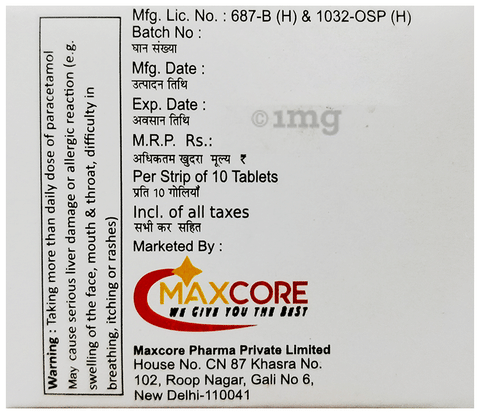 Warning : Taking more than daily dose of paracetamol
May cause serious liver damage or allergic reaction (e.g.
swelling of the face, mouth & throat, difficulty in
breathing, itching or rashes)
Mfg. Lic. No. : 687-B (H) & 1032-OSP (H)
Batch No :
घान संख्या
Mfg. Date :
उत्पादन तिथि
Exp. Date :
अवसान तिथि
M.R.P. Rs.:
अधिकतम खुदरा मूल्य ₹
Per Strip of 10 Tablets
प्रति 10 गोलियाँ
Incl. of all taxes
सभी कर सहित
Marketed By :
MAXCORE
WE GIVE YOU THE BEST
Maxcore Pharma Private Limited
House No. CN 87 Khasra No.
102, Roop Nagar, Gali No 6,
New Delhi-110041
©1mg